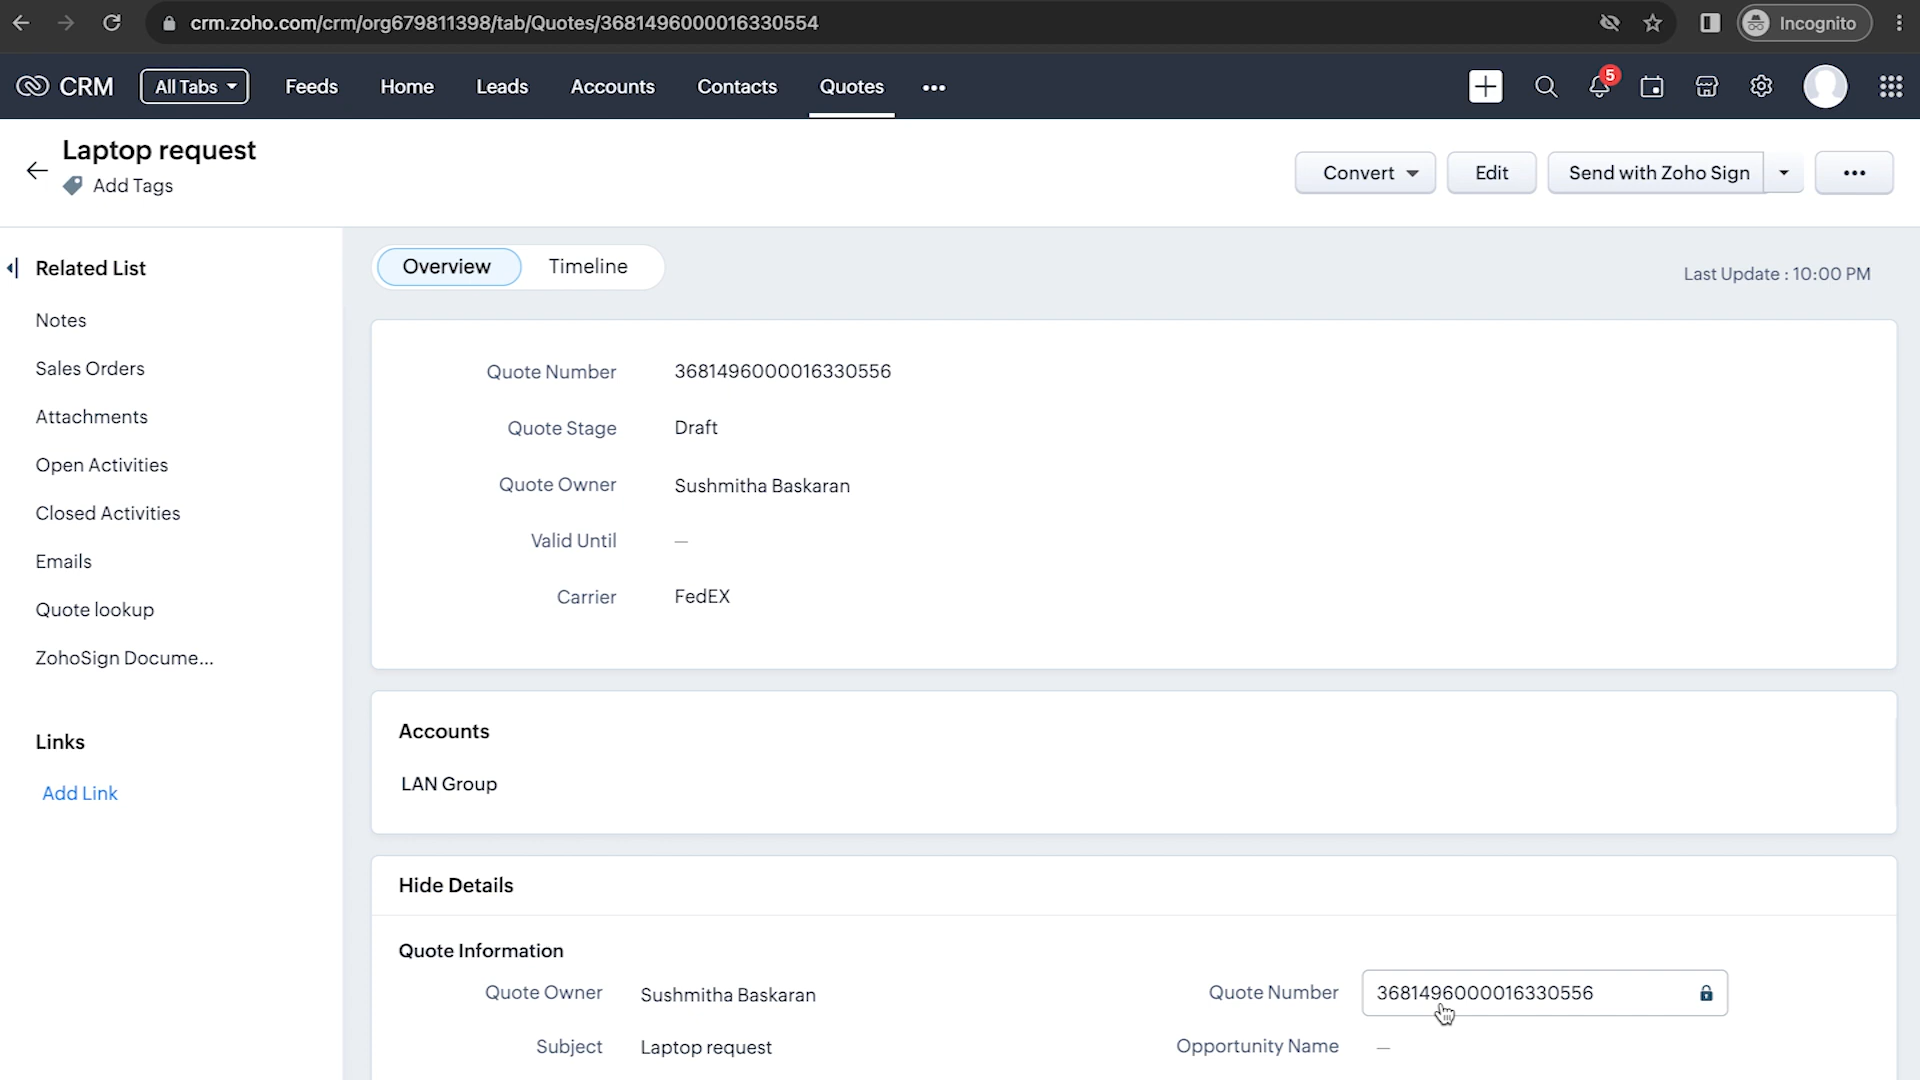 crm.zoho.com/crm/org679811398/tab/Quotes/3681496000016330554
Incognito
CRM
All Tabs
Feeds
Home
Leads
Accounts
Contacts
Quotes
5
Laptop request
Add Tags
Convert
Edit
Send with Zoho Sign
Related List
Notes
Sales Orders
Attachments
Open Activities
Closed Activities
Emails
Quote lookup
ZohoSign Docume...
Links
Add Link
Overview
Timeline
Last Update : 10:00 PM
Quote Number 3681496000016330556
Quote Stage Draft
Quote Owner Sushmitha Baskaran
Valid Until —
Carrier FedEX
Accounts
LAN Group
Hide Details
Quote Information
Quote Owner Sushmitha Baskaran
Quote Number 3681496000016330556
Subject Laptop request
Opportunity Name —